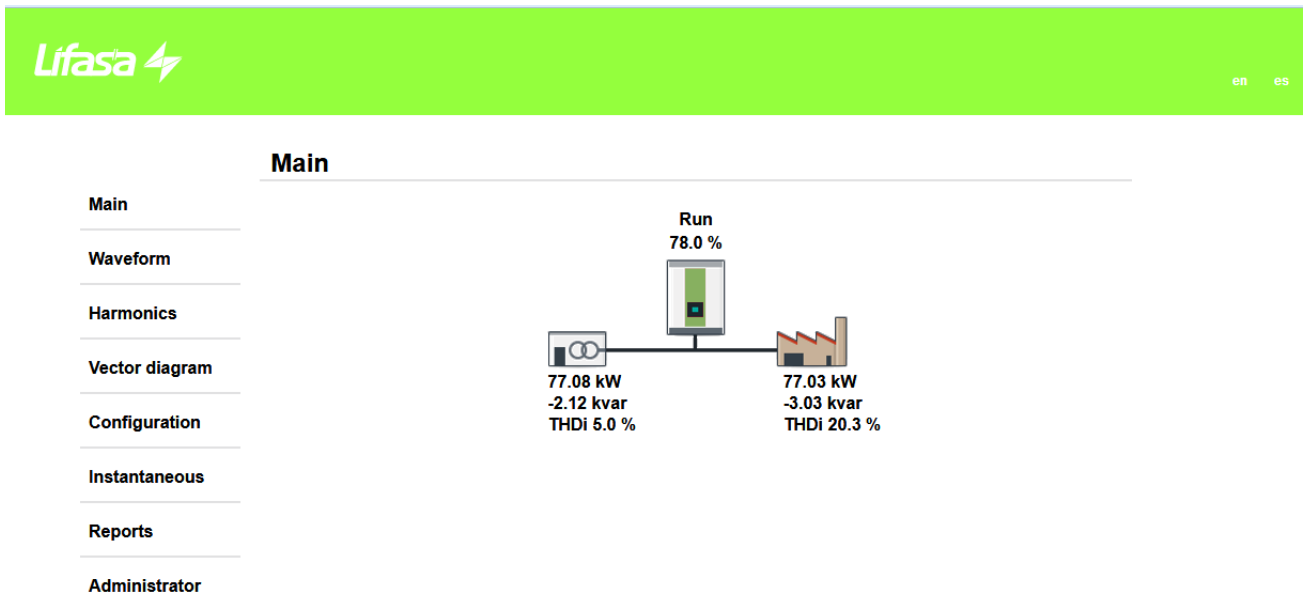 Lifasa
en es
Main
Main
Waveform
Harmonics
Vector diagram
Configuration
Instantaneous
Reports
Administrator
Run
78.0 %
77.08 kW
-2.12 kvar
THDi 5.0 %
77.03 kW
-3.03 kvar
THDi 20.3 %